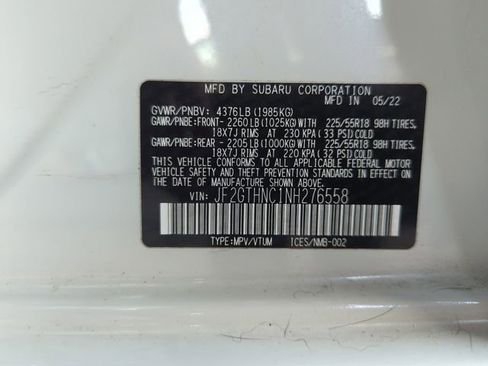 MFD BY SUBARU CORPORATION
MFD IN 05/22
GVWR/PNBV: 4376LB(1985KG)
GAWR/PNBE:FRONT- 2260LB(1025KG)WITH 225/55R18 98H TIRES,
18X7J RIMS AT 230 KPA(33 PSI)COLD
GAWR/PNBE:REAR - 2205LB(1000KG)WITH 225/55R18 98H TIRES,
18X7J RIMS AT 220 KPA(32 PSI)COLD
THIS VEHICLE CONFORMS TO ALL APPLICABLE FEDERAL MOTOR
VEHICLE SAFETY AND THEFT PREVENTION STANDARDS IN EFFECT
ON THE DATE OF MANUFACTURE SHOWN ABOVE.
VIN: JF2GTHNC1NH276558
TYPE:MPV/VTUM ICES/NMB-002